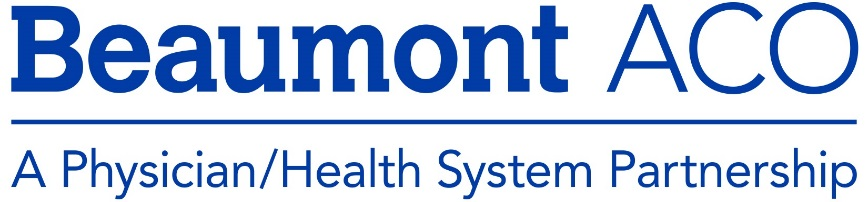 Beaumont ACO
A Physician/Health System Partnership